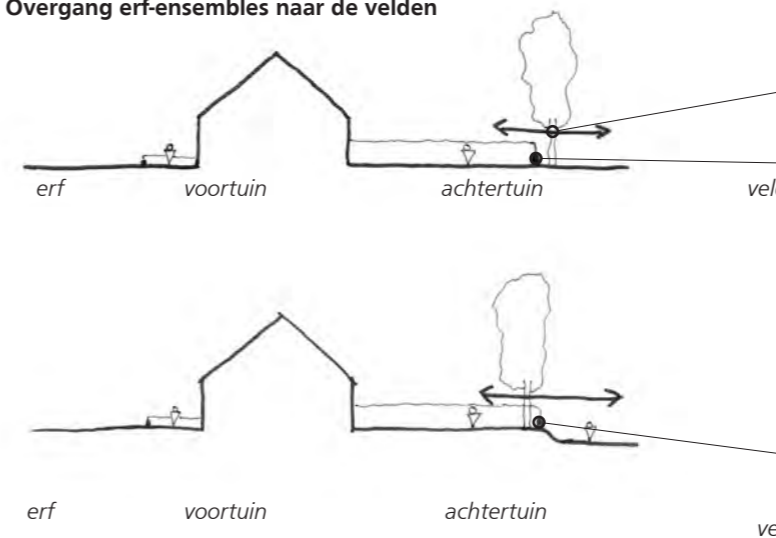 Overgang erf-ensembles naar de velden
erf voortuin achtertuin
erf voortuin achtertuin